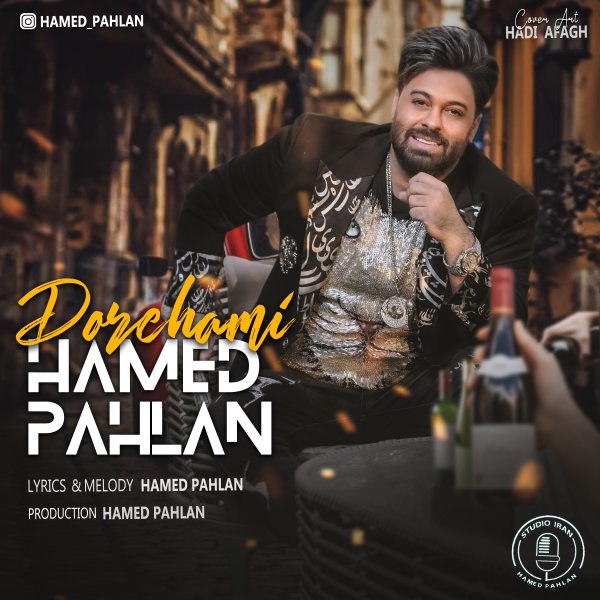 HAMED_PAHLAN
Cover Art
HADI AFAGH
Dorchami
HAMED
PAHLAN
LYRICS & MELODY HAMED PAHLAN
PRODUCTION HAMED PAHLAN
STUDIO IRAN
HAMED PAHLAN